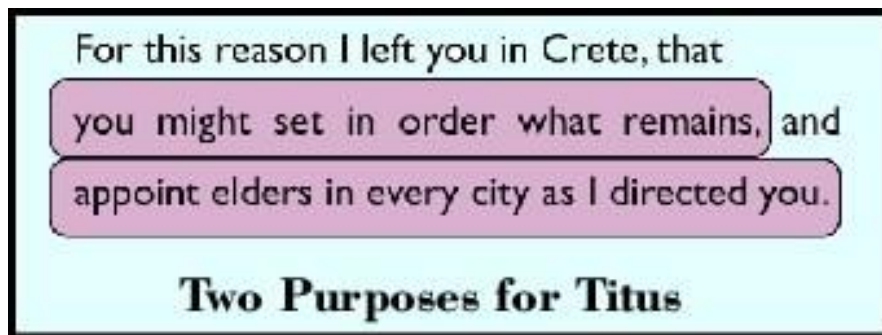 For this reason I left you in Crete, that
you might set in order what remains, and
appoint elders in every city as I directed you.
Two Purposes for Titus